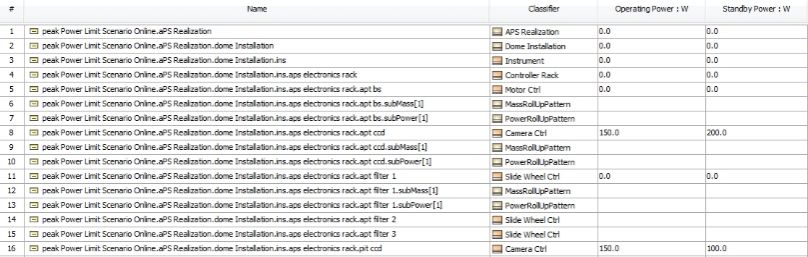 # Name Classifier Operating Power : W Standby Power : W
1 peak Power Limit Scenario Online.aPS Realization APS Realization 0.0 0.0
2 peak Power Limit Scenario Online.aPS Realization.dome Installation Dome Installation 0.0 0.0
3 peak Power Limit Scenario Online.aPS Realization.dome Installation.ins Instrument 0.0 0.0
4 peak Power Limit Scenario Online.aPS Realization.dome Installation.ins.aps electronics rack Controller Rack 0.0 0.0
5 peak Power Limit Scenario Online.aPS Realization.dome Installation.ins.aps electronics rack.apt bs Motor Ctrl 0.0 0.0
6 peak Power Limit Scenario Online.aPS Realization.dome Installation.ins.aps electronics rack.apt bs.subMass[1] MassRollUpPattern
7 peak Power Limit Scenario Online.aPS Realization.dome Installation.ins.aps electronics rack.apt bs.subPower[1] PowerRollUpPattern
8 peak Power Limit Scenario Online.aPS Realization.dome Installation.ins.aps electronics rack.apt ccd Camera Ctrl 150.0 200.0
9 peak Power Limit Scenario Online.aPS Realization.dome Installation.ins.aps electronics rack.apt ccd.subMass[1] MassRollUpPattern
10 peak Power Limit Scenario Online.aPS Realization.dome Installation.ins.aps electronics rack.apt ccd.subPower[1] PowerRollUpPattern
11 peak Power Limit Scenario Online.aPS Realization.dome Installation.ins.aps electronics rack.apt filter 1 Slide Wheel Ctrl 0.0 0.0
12 peak Power Limit Scenario Online.aPS Realization.dome Installation.ins.aps electronics rack.apt filter 1.subMass[1] MassRollUpPattern
13 peak Power Limit Scenario Online.aPS Realization.dome Installation.ins.aps electronics rack.apt filter 1.subPower[1] PowerRollUpPattern
14 peak Power Limit Scenario Online.aPS Realization.dome Installation.ins.aps electronics rack.apt filter 2 Slide Wheel Ctrl
15 peak Power Limit Scenario Online.aPS Realization.dome Installation.ins.aps electronics rack.apt filter 3 Slide Wheel Ctrl
16 peak Power Limit Scenario Online.aPS Realization.dome Installation.ins.aps electronics rack.pit ccd Camera Ctrl 150.0 100.0